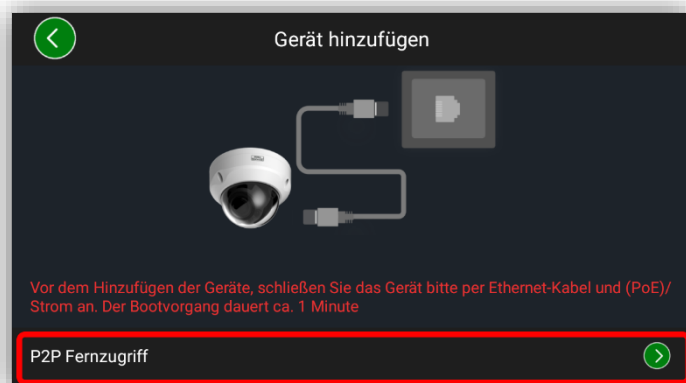 Gerät hinzufügen
Vor dem Hinzufügen der Geräte, schließen Sie das Gerät bitte per Ethernet-Kabel und (PoE)/
Strom an. Der Bootvorgang dauert ca. 1 Minute
P2P Fernzugriff